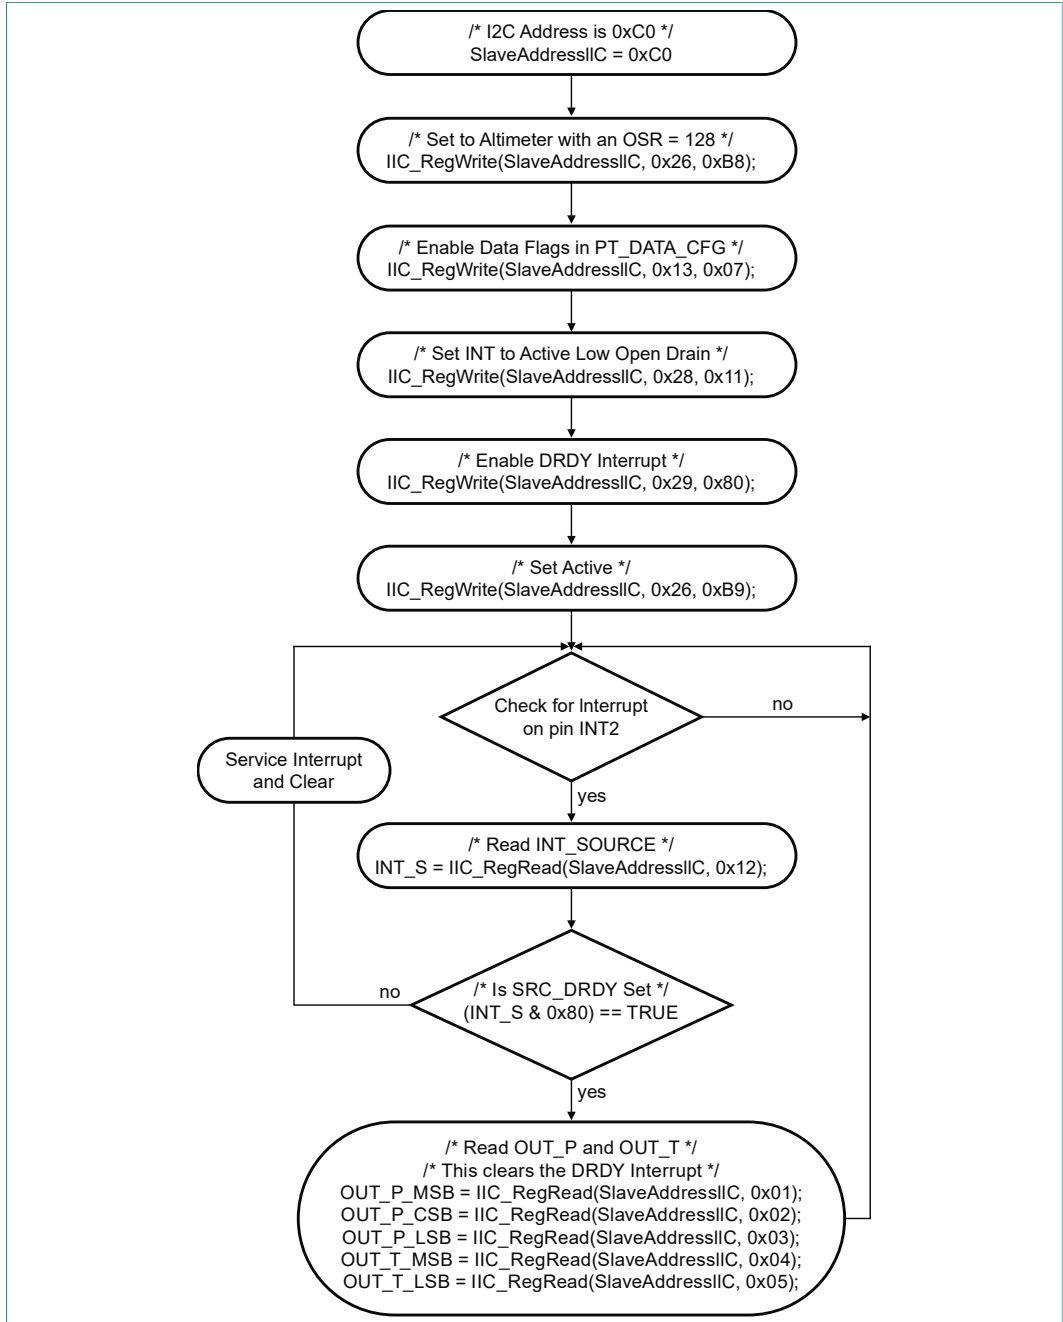 /* I2C Address is 0xC0 */
SlaveAddressIIC = 0xC0
/* Set to Altimeter with an OSR = 128 */
IIC_RegWrite(SlaveAddressIIC, 0x26, 0xB8);
/* Enable Data Flags in PT_DATA_CFG */
IIC_RegWrite(SlaveAddressIIC, 0x13, 0x07);
/* Set INT to Active Low Open Drain */
IIC_RegWrite(SlaveAddressIIC, 0x28, 0x11);
/* Enable DRDY Interrupt */
IIC_RegWrite(SlaveAddressIIC, 0x29, 0x80);
/* Set Active */
IIC_RegWrite(SlaveAddressIIC, 0x26, 0xB9);
Check for Interrupt
on pin INT2
no
Service Interrupt
and Clear
yes
/* Read INT_SOURCE */
INT_S = IIC_RegRead(SlaveAddressIIC, 0x12);
no
/* Is SRC_DRDY Set */
(INT_S & 0x80) == TRUE
yes
/* Read OUT_P and OUT_T */
/* This clears the DRDY Interrupt */
OUT_P_MSB = IIC_RegRead(SlaveAddressIIC, 0x01);
OUT_P_CSB = IIC_RegRead(SlaveAddressIIC, 0x02);
OUT_P_LSB = IIC_RegRead(SlaveAddressIIC, 0x03);
OUT_T_MSB = IIC_RegRead(SlaveAddressIIC, 0x04);
OUT_T_LSB = IIC_RegRead(SlaveAddressIIC, 0x05);